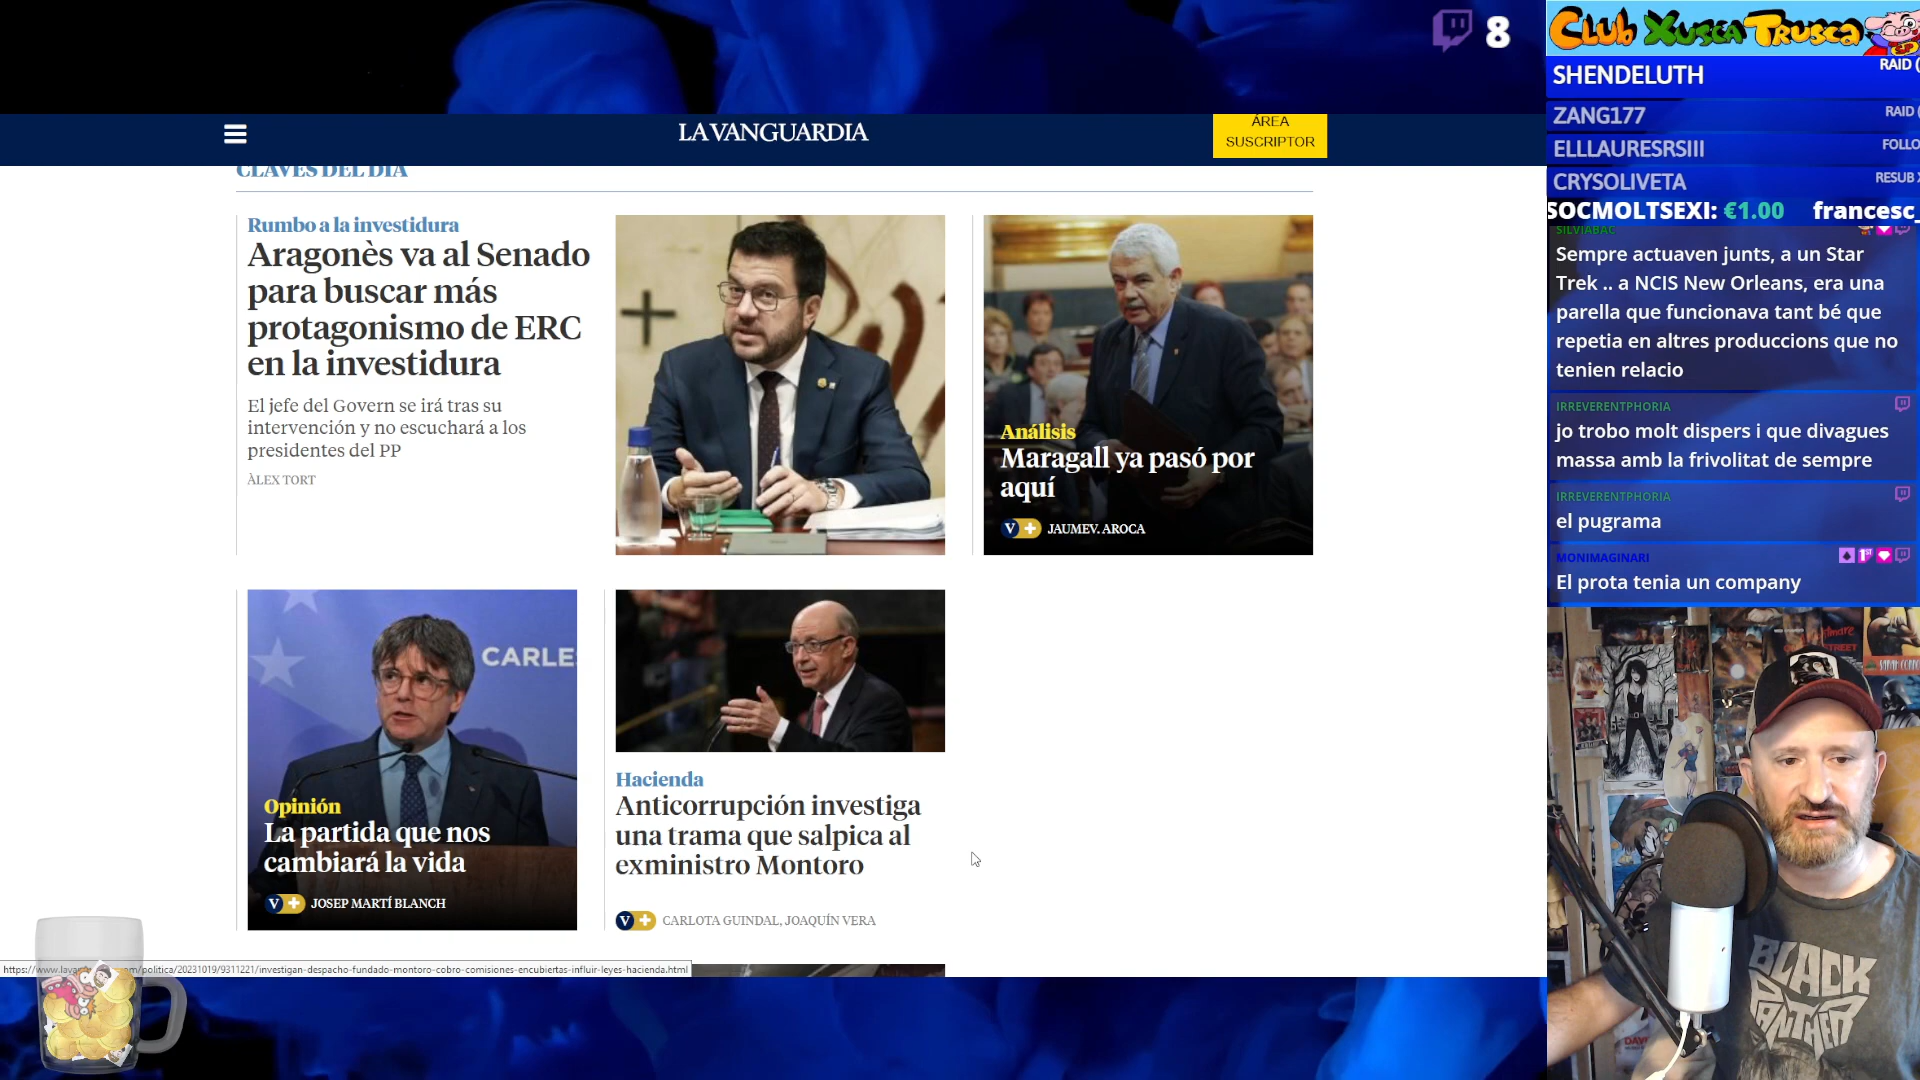 8
LA VANGUARDIA
ÁREA
SUSCRIPTOR
CLAVES DEL DÍA
Rumbo a la investidura
Aragonès va al Senado
para buscar más
protagonismo de ERC
en la investidura
El jefe del Govern se irá tras su
intervención y no escuchará a los
presidentes del PP
ÀLEX TORT
Análisis
Maragall ya pasó por
aquí
V + JAUME V. AROCA
CARLES
Opinión
La partida que nos
cambiará la vida
V + JOSEP MARTÍ BLANCH
Hacienda
Anticorrupción investiga
una trama que salpica al
exministro Montoro
V + CARLOTA GUINDAL, JOAQUÍN VERA
Club Xusca Trusca
SHENDELUTH RAID (
ZANG177 RAID (
ELLLAURESRSIII FOLLO
CRYSOLIVETA RESUB X
SOCMOLTSEXI: €1.00 francesc_
SILVIABAC
Sempre actuaven junts, a un Star
Trek .. a NCIS New Orleans, era una
parella que funcionava tant bé que
repetia en altres produccions que no
tenien relacio
IRREVERENTPHORIA
jo trobo molt dispers i que divagues
massa amb la frivolitat de sempre
IRREVERENTPHORIA
el pugrama
MONIMAGINARI
El prota tenia un company
BLACK
PANTHER